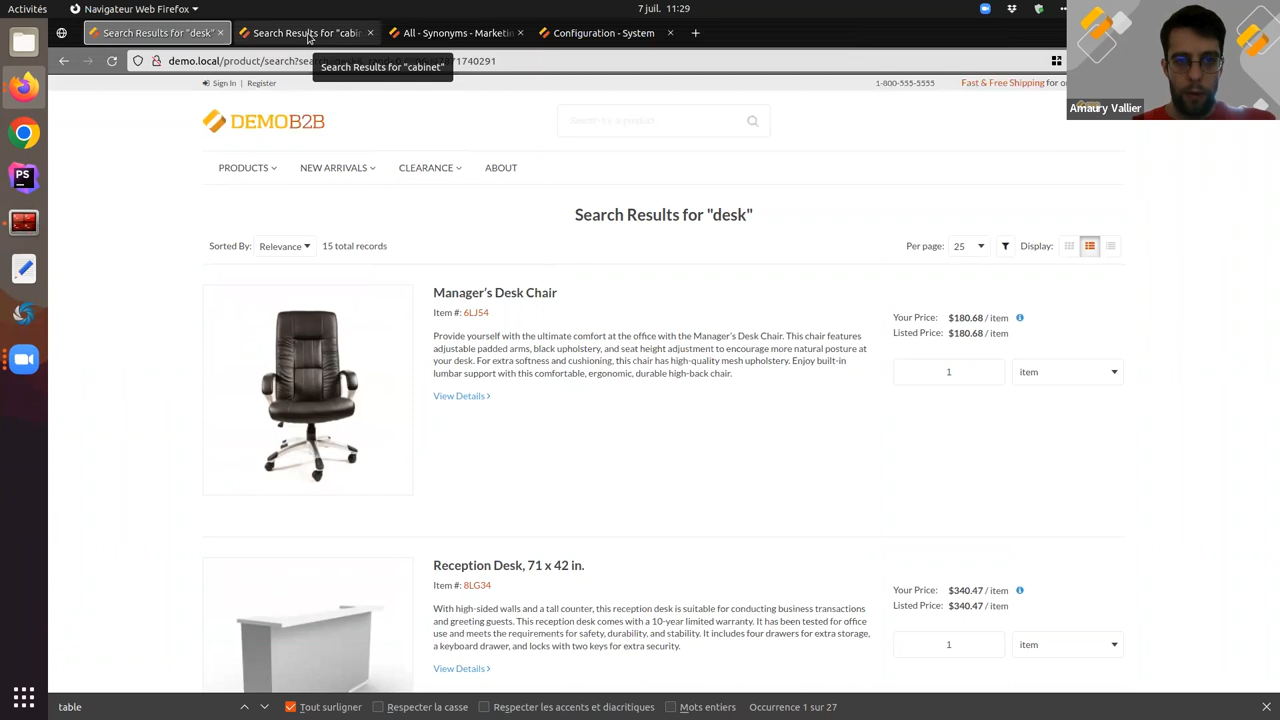 Activités
Navigateur Web Firefox
7 juil. 11:29
Search Results for "desk"
Search Results for "cabin
All - Synonyms - Marketin
Configuration - System
Search Results for "cabinet"
demo.local/product/search?sear
1740291
Sign In | Register
1-800-555-5555
Fast & Free Shipping for or
Amaury Vallier
DEMOB2B
PRODUCTS
NEW ARRIVALS
CLEARANCE
ABOUT
Search Results for "desk"
Sorted By:
Relevance
15 total records
Per page:
25
Display:
Manager's Desk Chair
Item #: 6LJ54
Provide yourself with the ultimate comfort at the office with the Manager's Desk Chair. This chair features
adjustable padded arms, black upholstery, and seat height adjustment to encourage more natural posture at
your desk. For extra softness and cushioning, this chair has high-quality mesh upholstery. Enjoy built-in
lumbar support with this comfortable, ergonomic, durable high-back chair.
View Details
Your Price: $180.68 / item
Listed Price: $180.68 / item
1
item
Reception Desk, 71 x 42 in.
Item #: 8LG34
With high-sided walls and a tall counter, this reception desk is suitable for conducting business transactions
and greeting guests. This reception desk comes with a 10-year limited warranty. It has been tested for office
use and meets the requirements for safety, durability, and stability. It includes four drawers for extra storage,
a keyboard drawer, and locks with two keys for extra security.
View Details
Your Price: $340.47 / item
Listed Price: $340.47 / item
1
item
table
Tout surligner
Respecter la casse
Respecter les accents et diacritiques
Mots entiers
Occurrence 1 sur 27